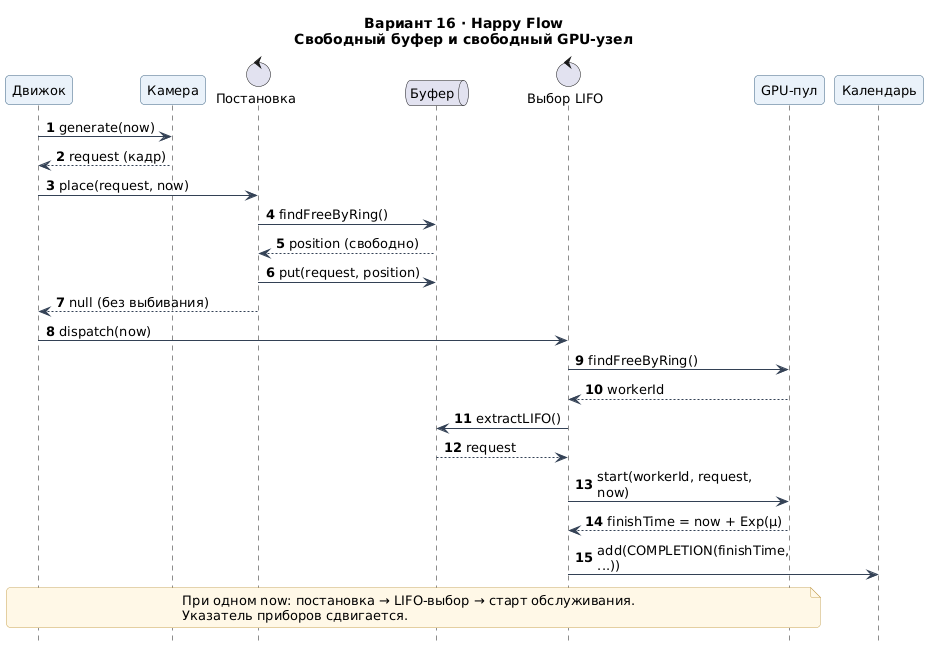 Вариант 16 · Happy Flow
Свободный буфер и свободный GPU-узел
Движок
Камера
Постановка
Буфер
Выбор LIFO
GPU-пул
Календарь
1 generate(now)
2 request (кадр)
3 place(request, now)
4 findFreeByRing()
5 position (свободно)
6 put(request, position)
7 null (без выбивания)
8 dispatch(now)
9 findFreeByRing()
10 workerId
11 extractLIFO()
12 request
13 start(workerId, request,
now)
14 finishTime = now + Exp(μ)
15 add(COMPLETION(finishTime,
...))
При одном now: постановка → LIFO-выбор → старт обслуживания.
Указатель приборов сдвигается.